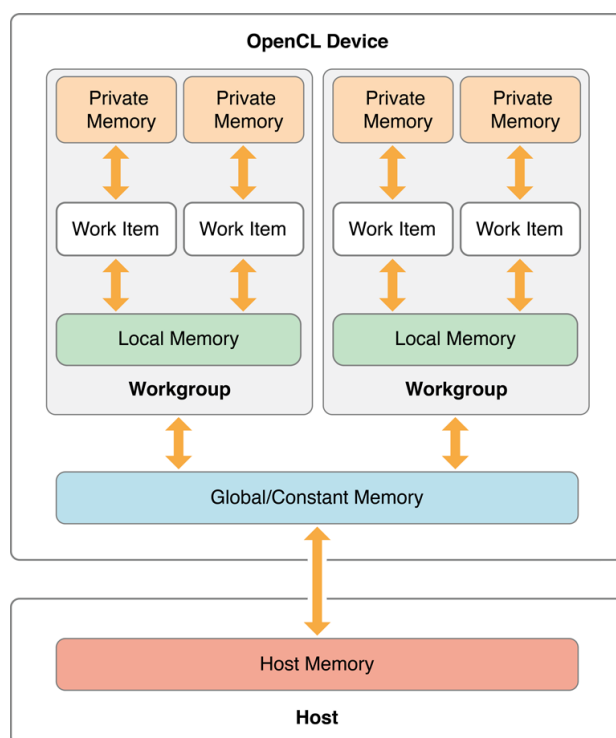 OpenCL Device
Private Memory
Private Memory
Private Memory
Private Memory
Work Item
Work Item
Work Item
Work Item
Local Memory
Local Memory
Workgroup
Workgroup
Global/Constant Memory
Host Memory
Host